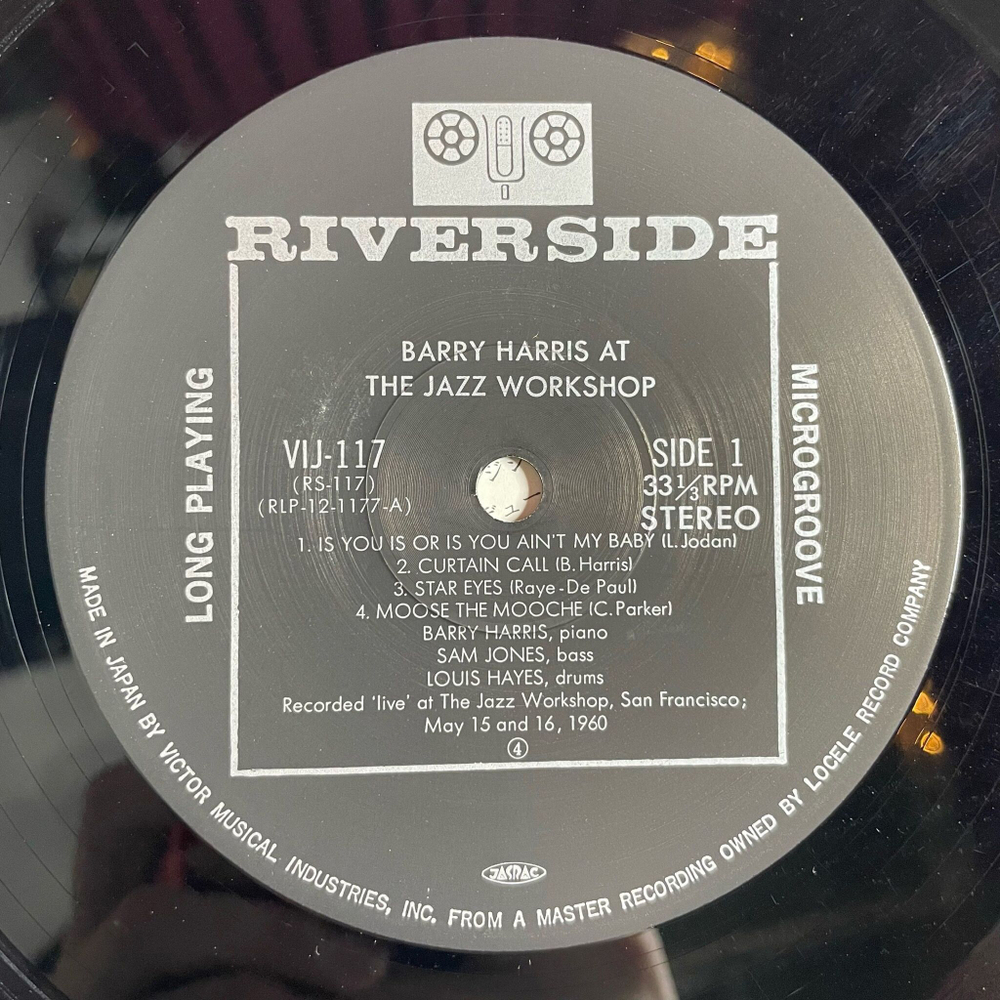 RIVERSIDE
BARRY HARRIS AT
THE JAZZ WORKSHOP
LONG PLAYING
MICROGROOVE
VIJ-117
(RS-117)
(RLP-12-1177-A)
SIDE 1
33⅓RPM
STEREO
1. IS YOU IS OR IS YOU AIN'T MY BABY (L.Jodan)
2. CURTAIN CALL (B.Harris)
3. STAR EYES (Raye-De Paul)
4. MOOSE THE MOOCHE (C.Parker)
BARRY HARRIS, piano
SAM JONES, bass
LOUIS HAYES, drums
Recorded 'live' at The Jazz Workshop, San Francisco;
May 15 and 16, 1960
④
JASRAC
MADE IN JAPAN BY VICTOR MUSICAL INDUSTRIES, INC. FROM A MASTER RECORDING OWNED BY LOCELE RECORD COMPANY